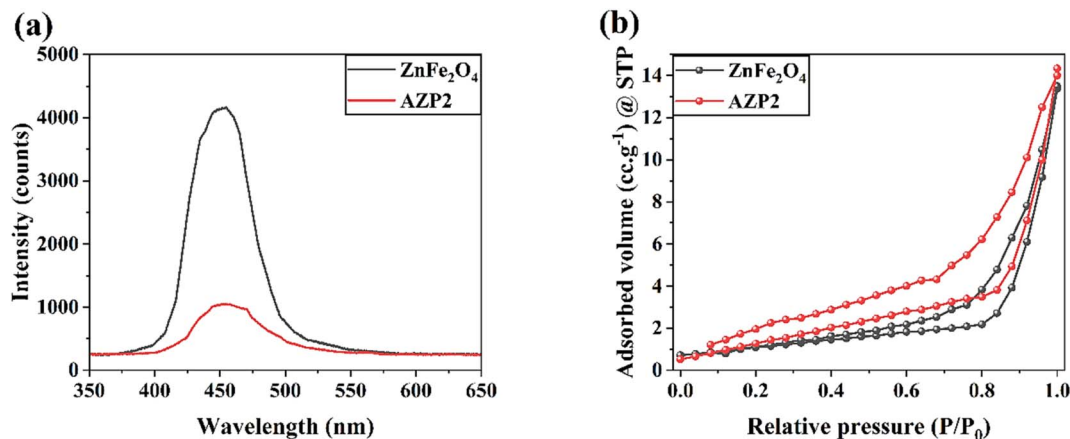 (a)
5000
4000
3000
2000
1000
0
Intensity (counts)
ZnFe₂O₄
AZP2
350 400 450 500 550 600 650
Wavelength (nm)
(b)
14
12
10
8
6
4
2
0
Adsorbed volume (cc.g⁻¹) @ STP
ZnFe₂O₄
AZP2
0.0 0.2 0.4 0.6 0.8 1.0
Relative pressure (P/P₀)